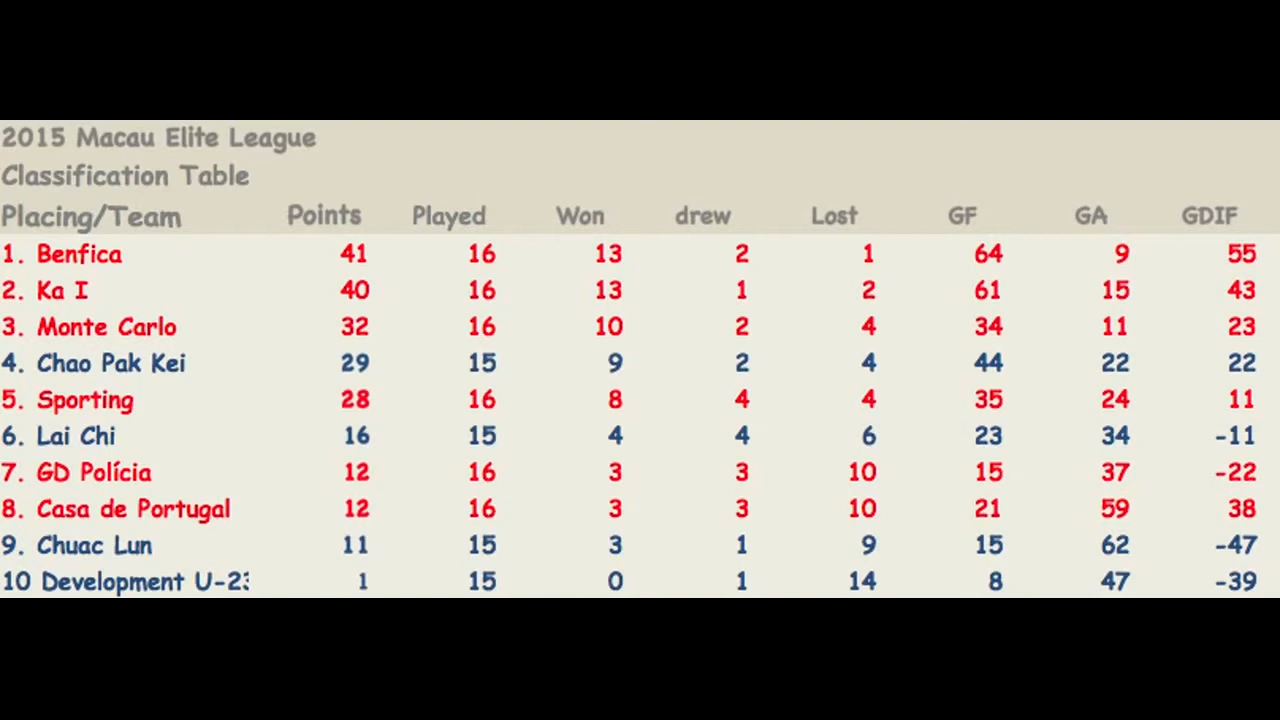 2015 Macau Elite League
Classification Table
Placing/Team Points Played Won drew Lost GF GA GDIF
1. Benfica 41 16 13 2 1 64 9 55
2. Ka I 40 16 13 1 2 61 15 43
3. Monte Carlo 32 16 10 2 4 34 11 23
4. Chao Pak Kei 29 15 9 2 4 44 22 22
5. Sporting 28 16 8 4 4 35 24 11
6. Lai Chi 16 15 4 4 6 23 34 -11
7. GD Polícia 12 16 3 3 10 15 37 -22
8. Casa de Portugal 12 16 3 3 10 21 59 38
9. Chuac Lun 11 15 3 1 9 15 62 -47
10 Development U-23 1 15 0 1 14 8 47 -39